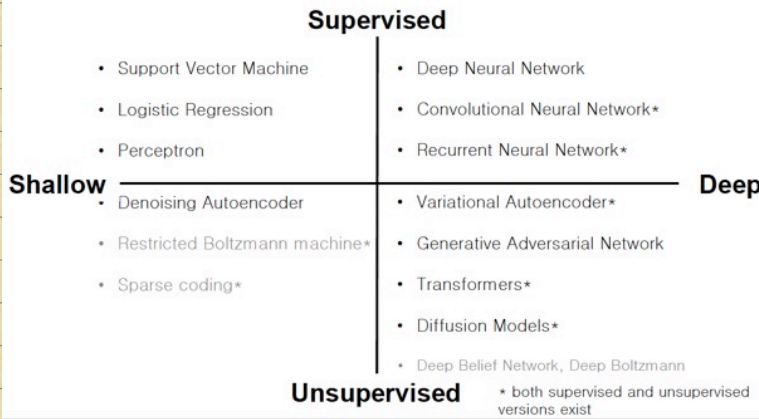 Supervised
• Support Vector Machine
• Logistic Regression
• Perceptron
• Deep Neural Network
• Convolutional Neural Network*
• Recurrent Neural Network*
Shallow
Deep
• Denoising Autoencoder
• Restricted Boltzmann machine*
• Sparse coding*
• Variational Autoencoder*
• Generative Adversarial Network
• Transformers*
• Diffusion Models*
• Deep Belief Network, Deep Boltzmann
Unsupervised
* both supervised and unsupervised
versions exist